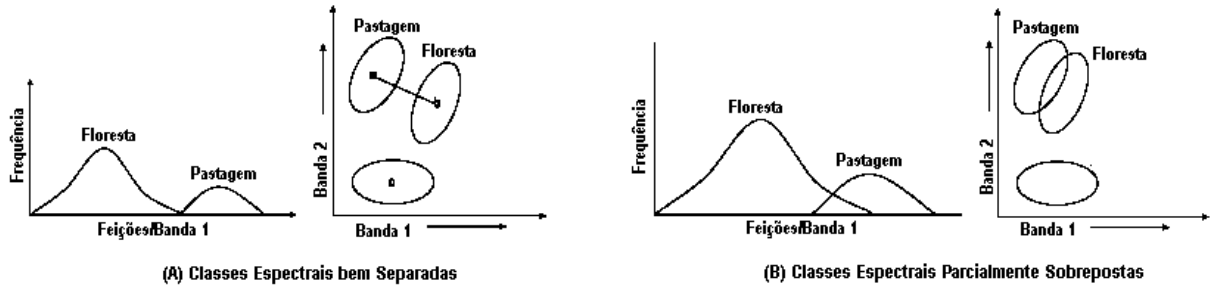 Frequência
Floresta
Pastagem
Feições/Banda 1
Pastagem
Floresta
Banda 2
Banda 1
(A) Classes Espectrais bem Separadas
Frequência
Floresta
Pastagem
Feições/Banda 1
Pastagem
Floresta
Banda 2
Banda 1
(B) Classes Espectrais Parcialmente Sobrepostas